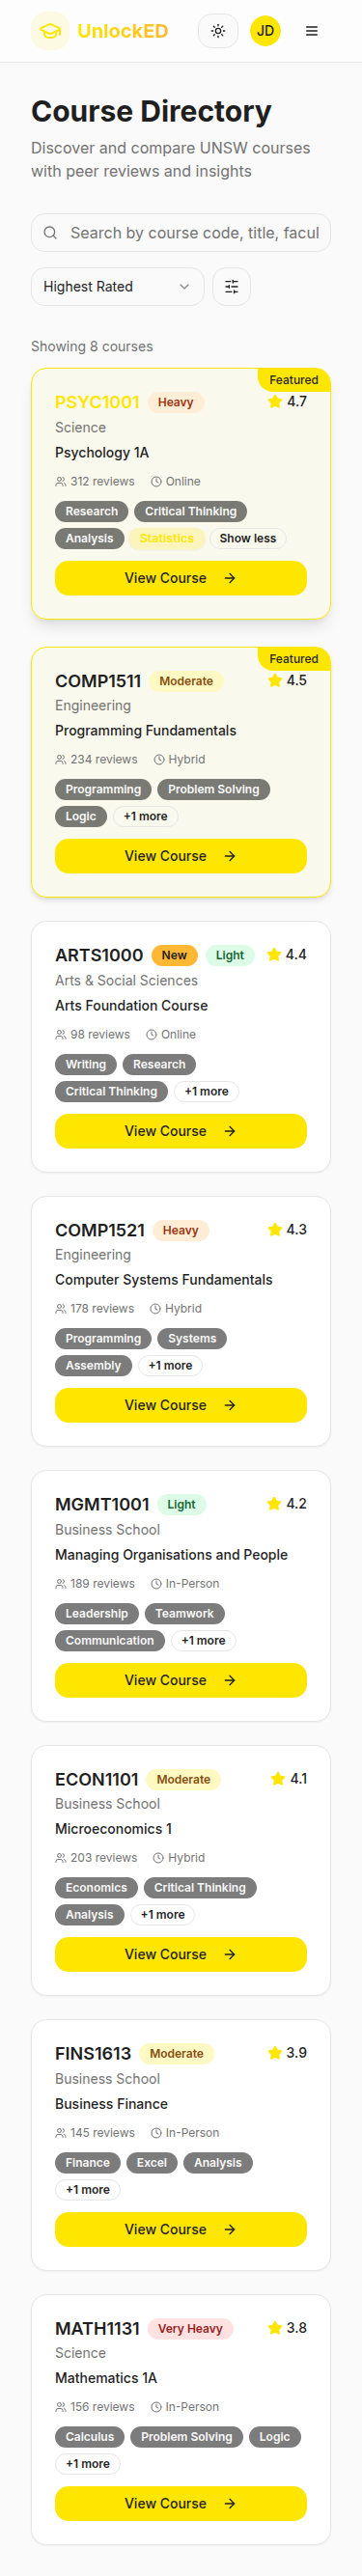 UnlockED JD
Course Directory
Discover and compare UNSW courses
with peer reviews and insights
Search by course code, title, facul
Highest Rated
Showing 8 courses
Featured
PSYC1001 Heavy 4.7
Science
Psychology 1A
312 reviews Online
Research Critical Thinking
Analysis Statistics Show less
View Course
Featured
COMP1511 Moderate 4.5
Engineering
Programming Fundamentals
234 reviews Hybrid
Programming Problem Solving
Logic +1 more
View Course
ARTS1000 New Light 4.4
Arts & Social Sciences
Arts Foundation Course
98 reviews Online
Writing Research
Critical Thinking +1 more
View Course
COMP1521 Heavy 4.3
Engineering
Computer Systems Fundamentals
178 reviews Hybrid
Programming Systems
Assembly +1 more
View Course
MGMT1001 Light 4.2
Business School
Managing Organisations and People
189 reviews In-Person
Leadership Teamwork
Communication +1 more
View Course
ECON1101 Moderate 4.1
Business School
Microeconomics 1
203 reviews Hybrid
Economics Critical Thinking
Analysis +1 more
View Course
FINS1613 Moderate 3.9
Business School
Business Finance
145 reviews In-Person
Finance Excel Analysis
+1 more
View Course
MATH1131 Very Heavy 3.8
Science
Mathematics 1A
156 reviews In-Person
Calculus Problem Solving Logic
+1 more
View Course